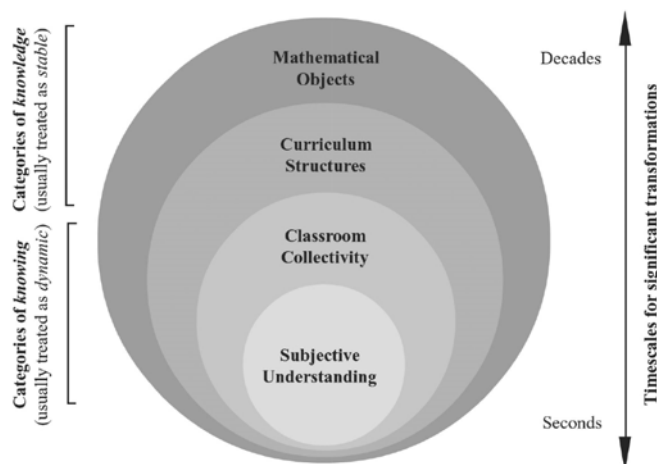 Categories of knowledge
(usually treated as stable)
Categories of knowing
(usually treated as dynamic)
Mathematical
Objects
Curriculum
Structures
Classroom
Collectivity
Subjective
Understanding
Decades
Seconds
Timescales for significant transformations